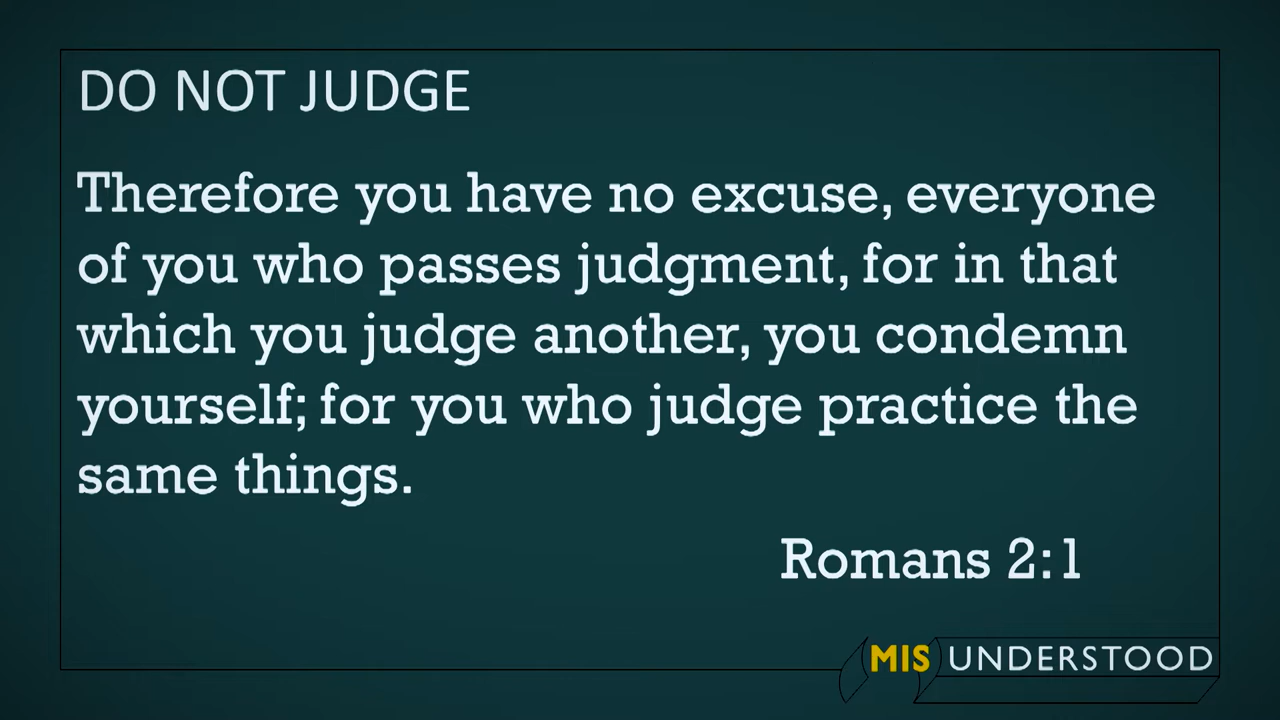 DO NOT JUDGE
Therefore you have no excuse, everyone
of you who passes judgment, for in that
which you judge another, you condemn
yourself; for you who judge practice the
same things.
Romans 2:1
MIS UNDERSTOOD